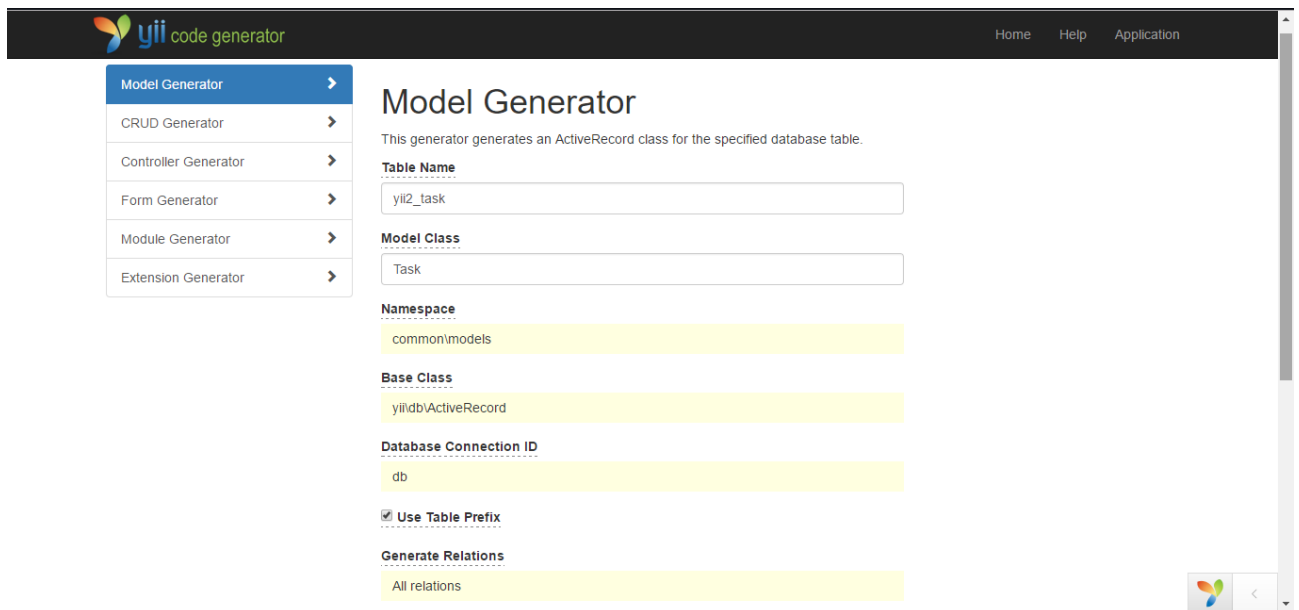 yii code generator
Home Help Application
Model Generator
CRUD Generator
Controller Generator
Form Generator
Module Generator
Extension Generator
Model Generator
This generator generates an ActiveRecord class for the specified database table.
Table Name
yii2_task
Model Class
Task
Namespace
common\models
Base Class
yii\db\ActiveRecord
Database Connection ID
db
Use Table Prefix
Generate Relations
All relations